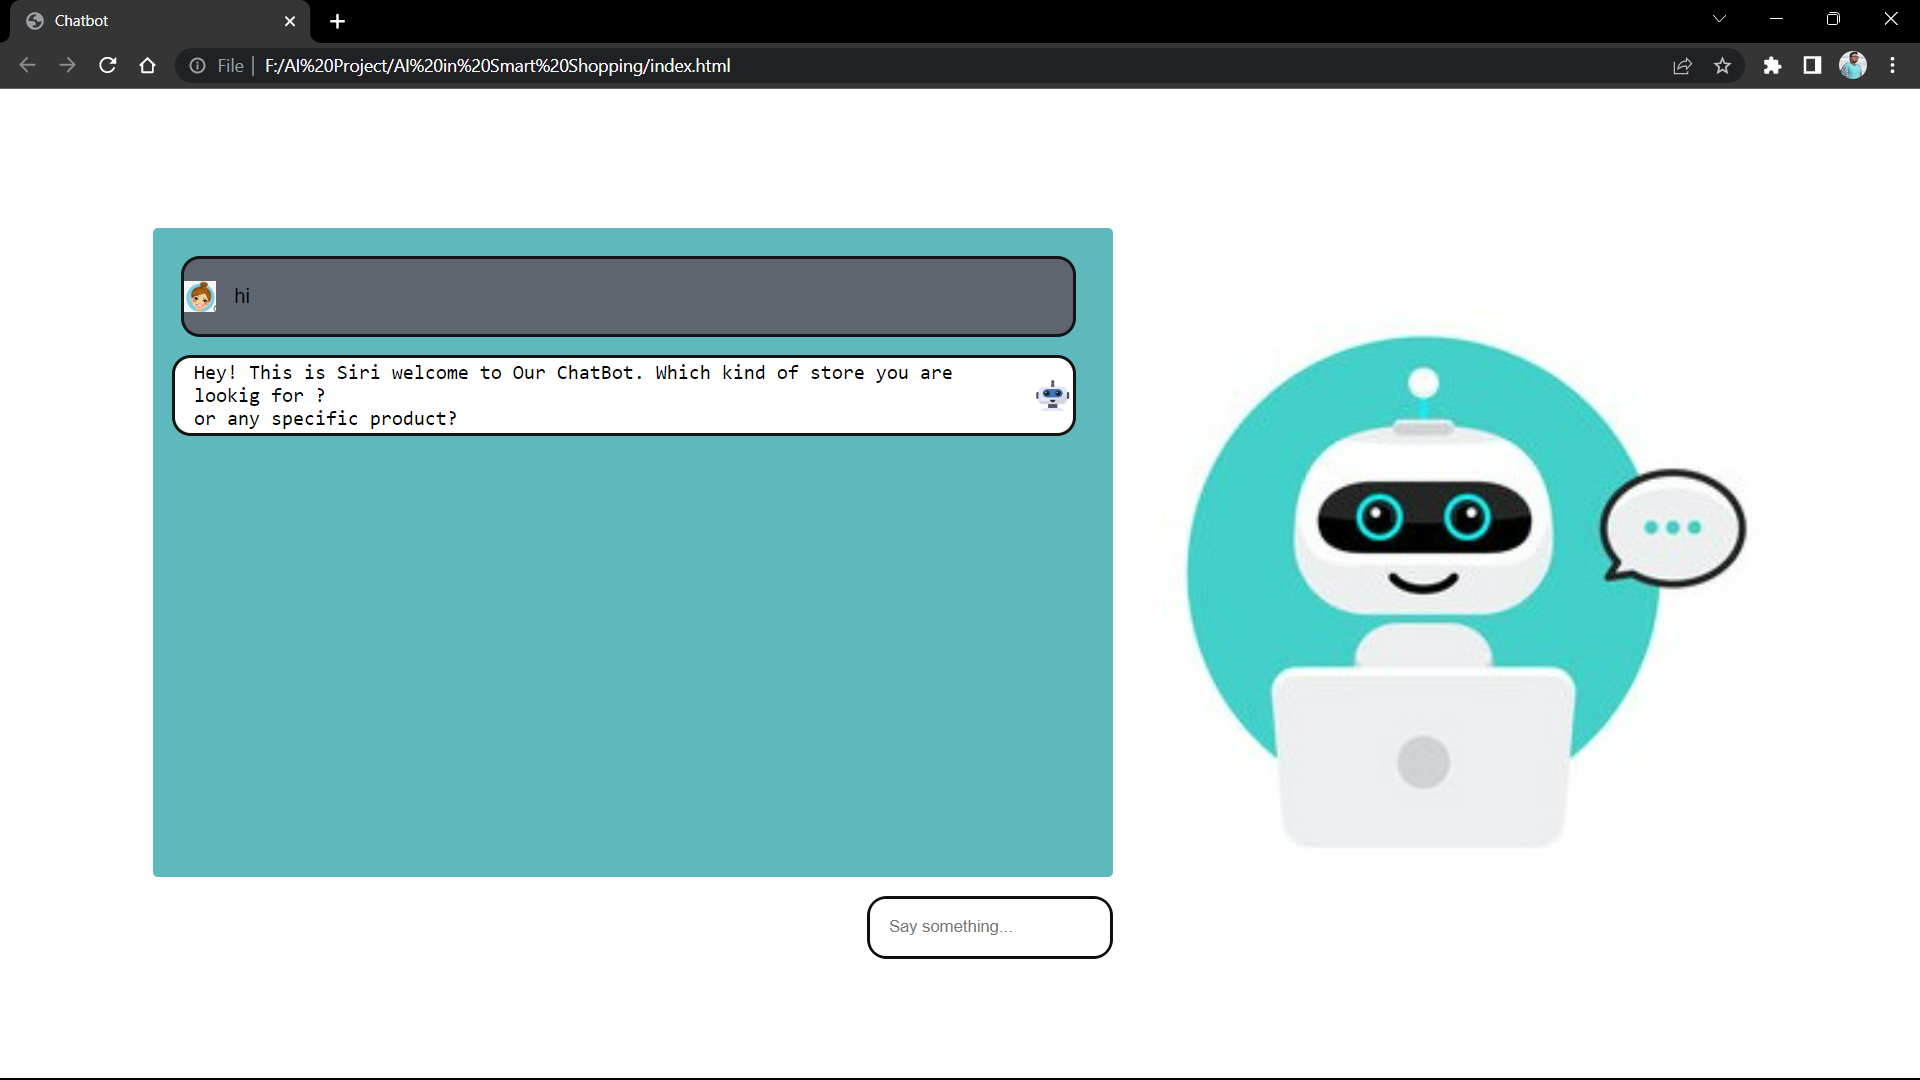 Chatbot
File | F:/AI%20Project/AI%20in%20Smart%20Shopping/index.html
hi
Hey! This is Siri welcome to Our ChatBot. Which kind of store you are
lookig for ?
or any specific product?
Say something...